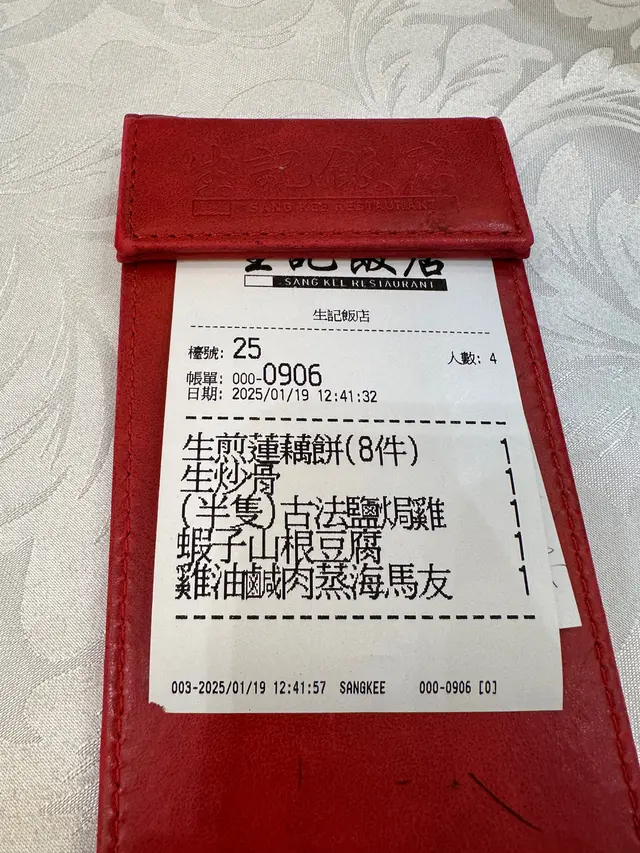 生記飯店
SANG KEE RESTAURANT
生記飯店
SANG KEE RESTAURANT
生記飯店
檯號: 25
人數: 4
帳單: 000-0906
日期: 2025/01/19 12:41:32
生煎蓮藕餅(8件) 1
生炒骨 1
(半隻)古法鹽焗雞 1
蝦子山根豆腐 1
雞油鹹肉蒸海馬友 1
003-2025/01/19 12:41:57 SANGKEE 000-0906 [0]